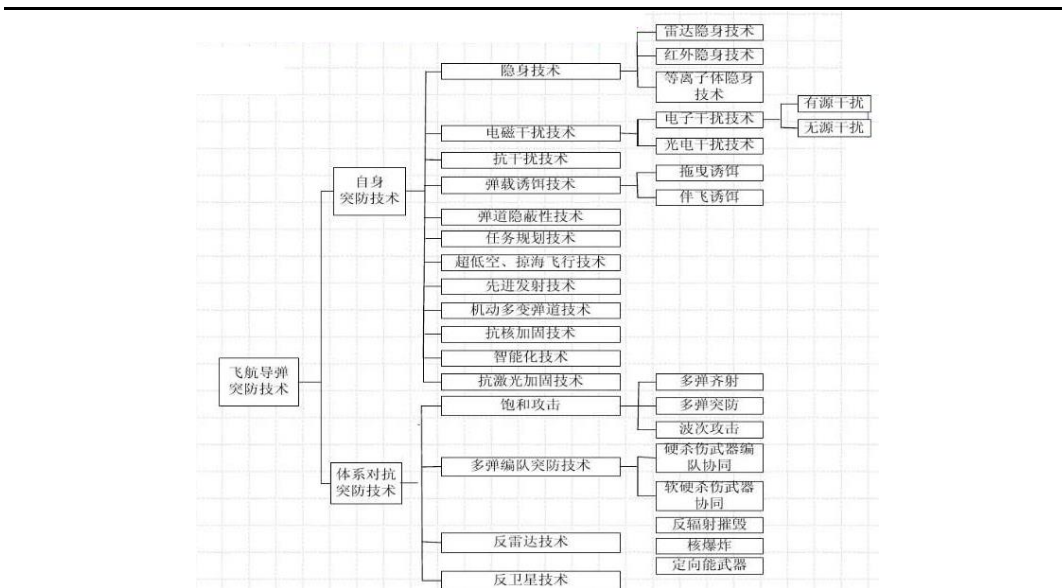 雷达隐身技术
红外隐身技术
隐身技术
等离子体隐身
技术
有源干扰
电子干扰技术
无源干扰
电磁干扰技术
光电干扰技术
抗干扰技术
拖曳诱饵
自身
突防技术
弹载诱饵技术
伴飞诱饵
弹道隐蔽性技术
任务规划技术
超低空、掠海飞行技术
先进发射技术
机动多变弹道技术
抗核加固技术
智能化技术
飞航导弹
突防技术
抗激光加固技术
多弹齐射
饱和攻击
多弹突防
波次攻击
硬杀伤武器编
队协同
多弹编队突防技术
体系对抗
突防技术
软硬杀伤武器
协同
反辐射摧毁
反雷达技术
核爆炸
定向能武器
反卫星技术